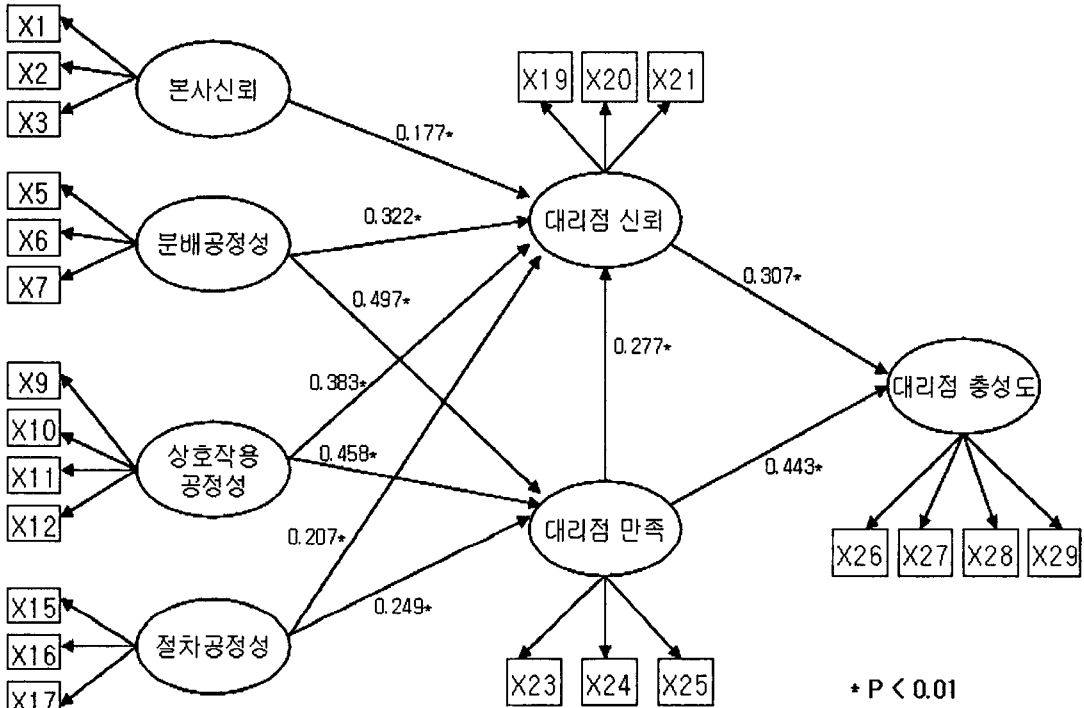 X1
X2
X3
본사신뢰
X19 X20 X21
0.177*
X5
X6
X7
분배공정성
0.322*
대리점 신뢰
0.497*
0.307*
0.277*
X9
X10
X11
X12
상호작용
공정성
0.383*
0.458*
대리점 충성도
0.443*
0.207*
대리점 만족
X26 X27 X28 X29
X15
X16
X17
절차공정성
0.249*
X23 X24 X25
* P < 0.01